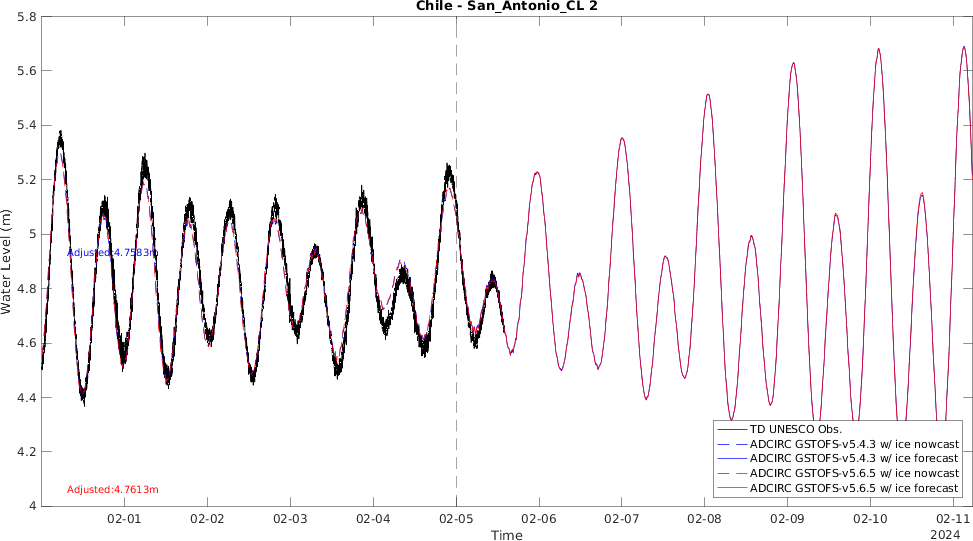 Chile - San_Antonio_CL 2
5.8
5.6
5.4
5.2
5
4.8
4.6
4.4
4.2
4
Water Level (m)
Adjusted:4.7583m
Adjusted:4.7613m
TD UNESCO Obs.
ADCIRC GSTOFS-v5.4.3 w/ ice nowcast
ADCIRC GSTOFS-v5.4.3 w/ ice forecast
ADCIRC GSTOFS-v5.6.5 w/ ice nowcast
ADCIRC GSTOFS-v5.6.5 w/ ice forecast
02-01 02-02 02-03 02-04 02-05 02-06 02-07 02-08 02-09 02-10 02-11
Time
2024